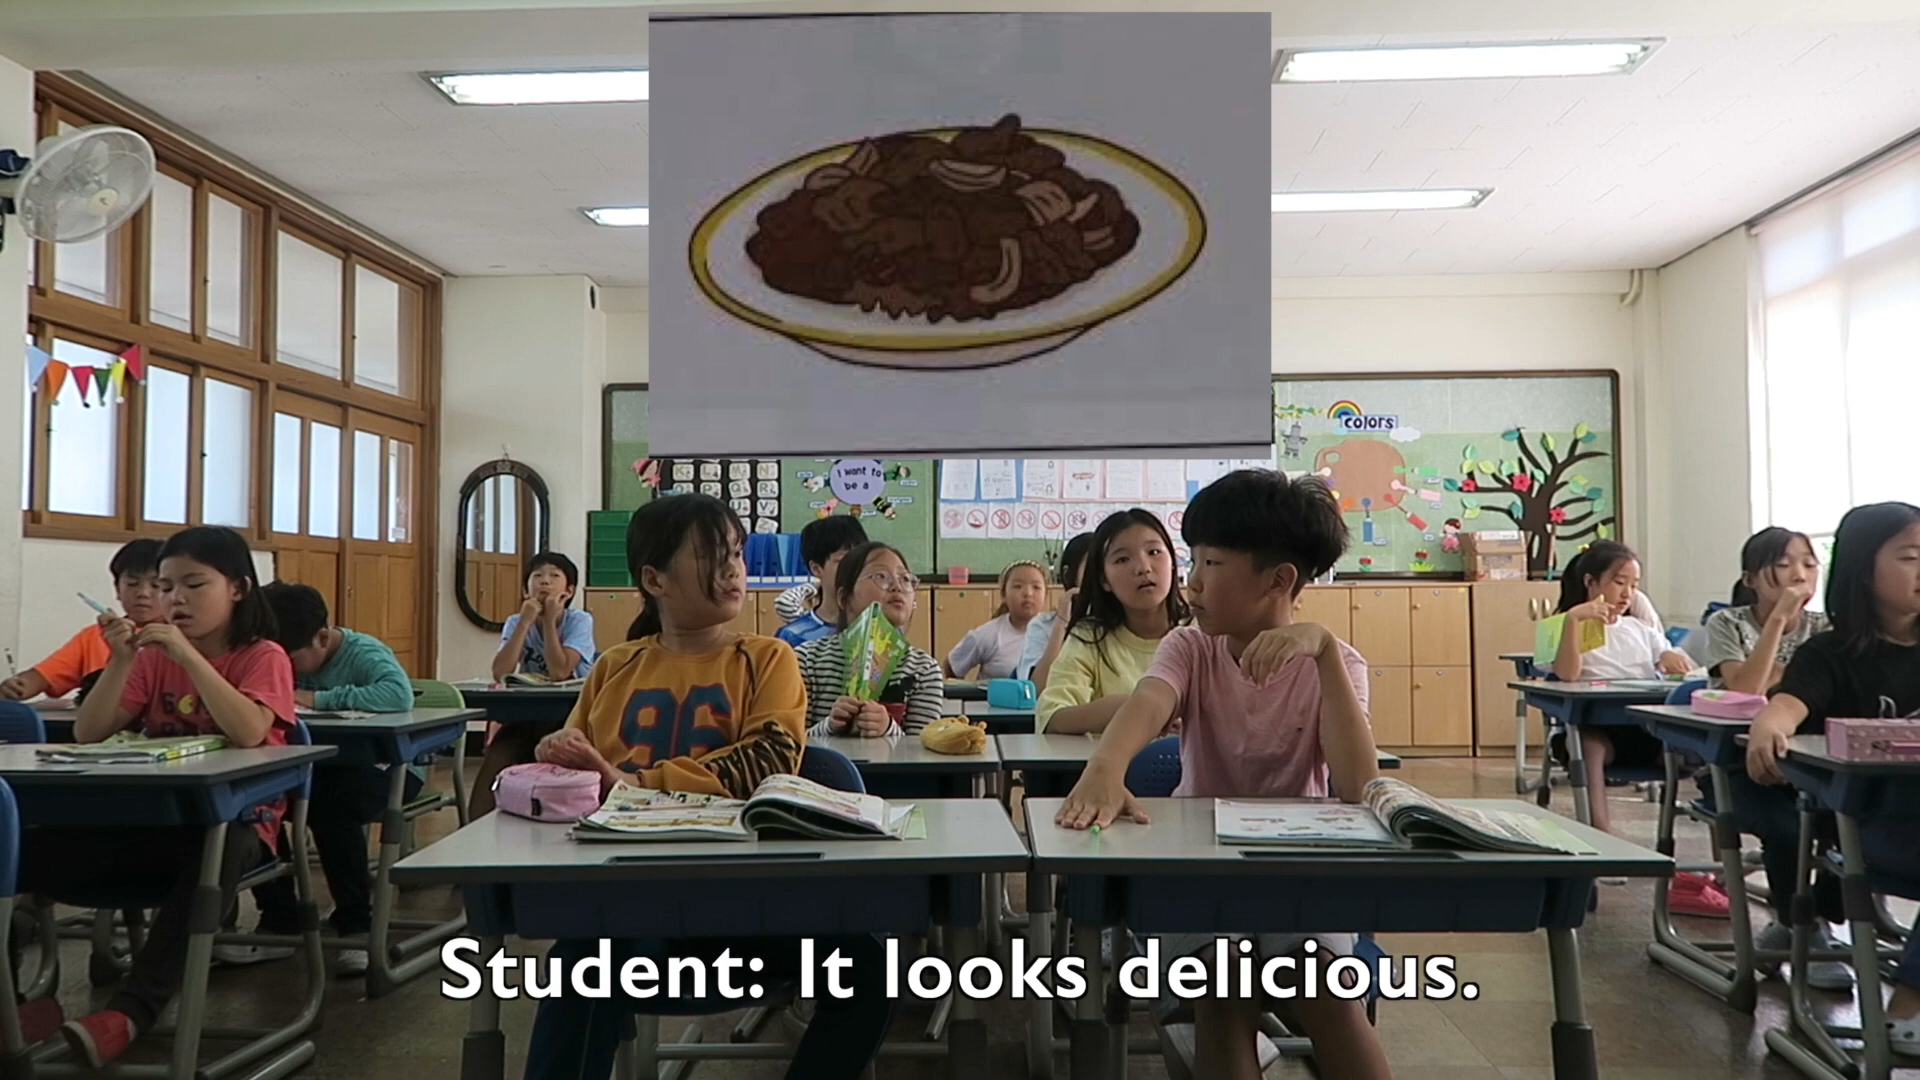 colors
I want to
be a
K L M N
O P Q R
U V
96
Student: It looks delicious.